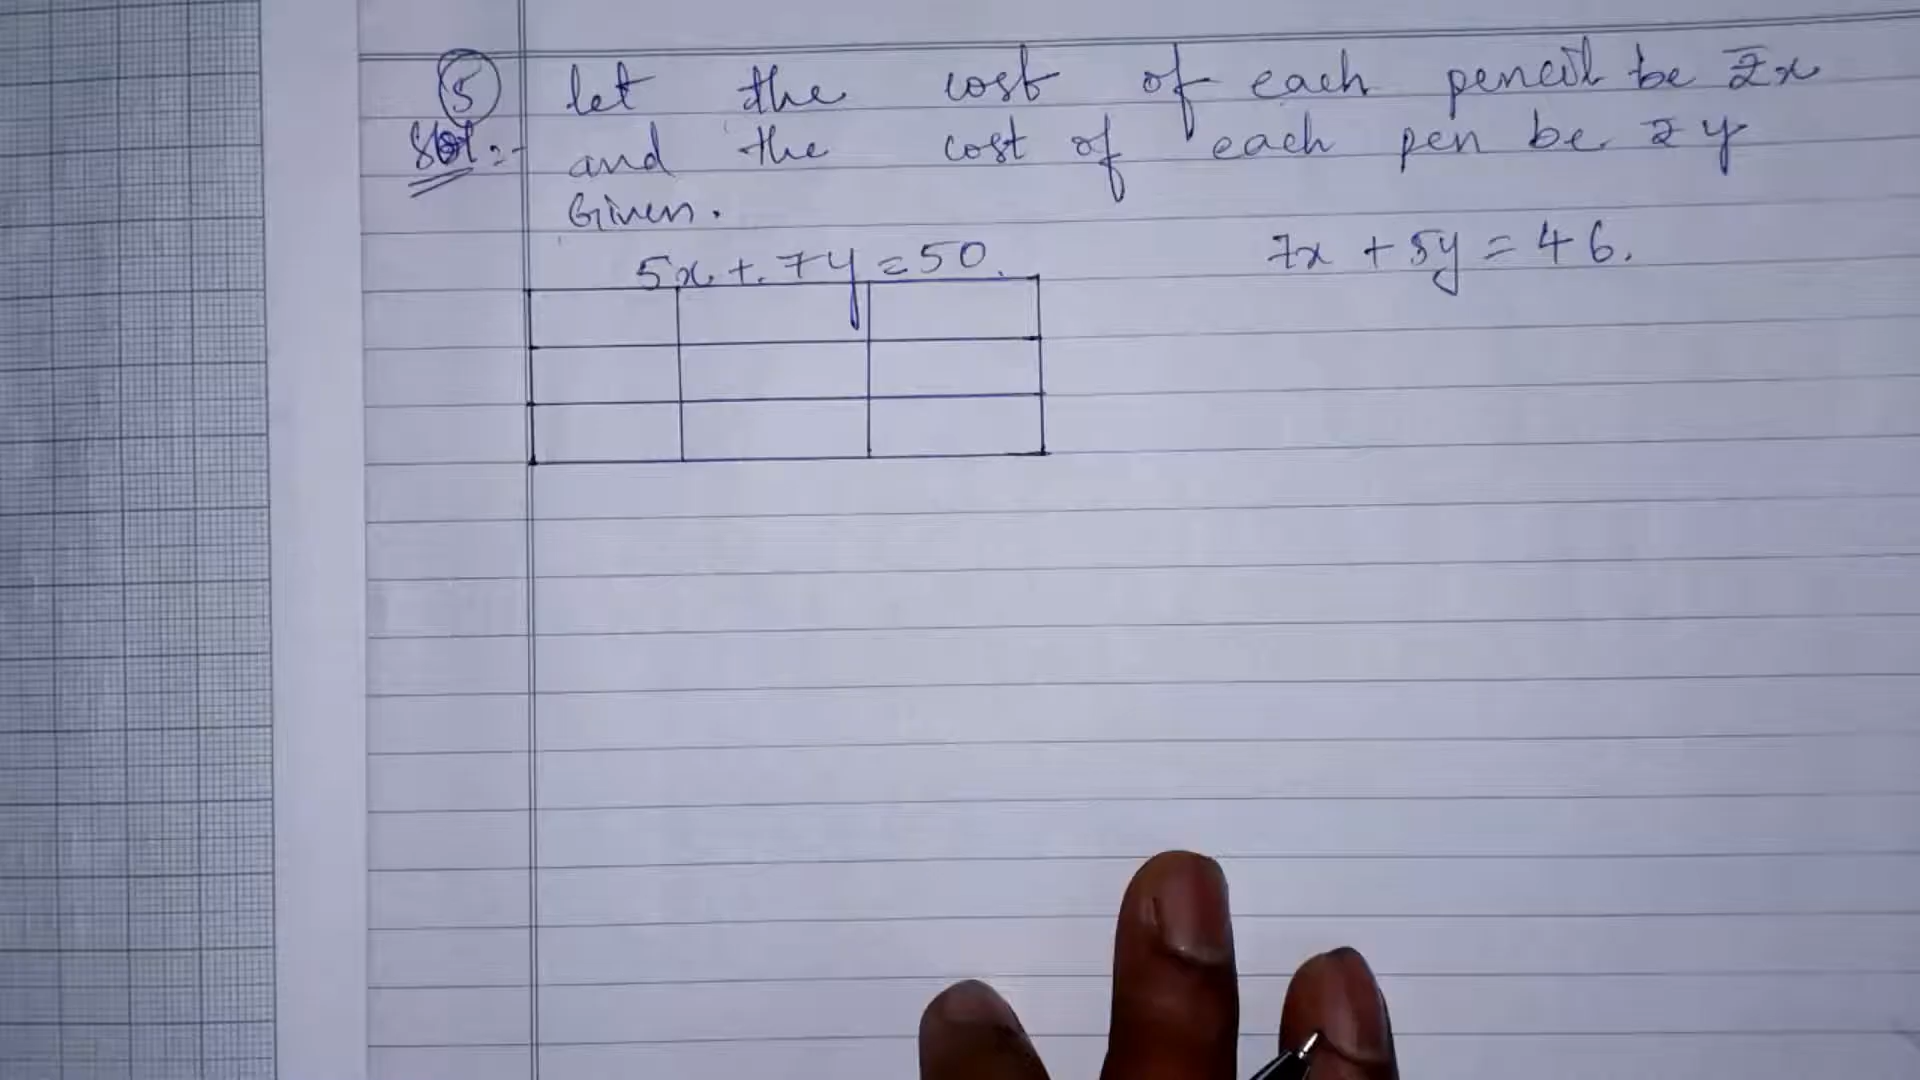 5 let the cost of each pencil be ₹x
Sol:- and the cost of each pen be ₹y
Given.
5x + 7y = 50.
7x + 5y = 46.